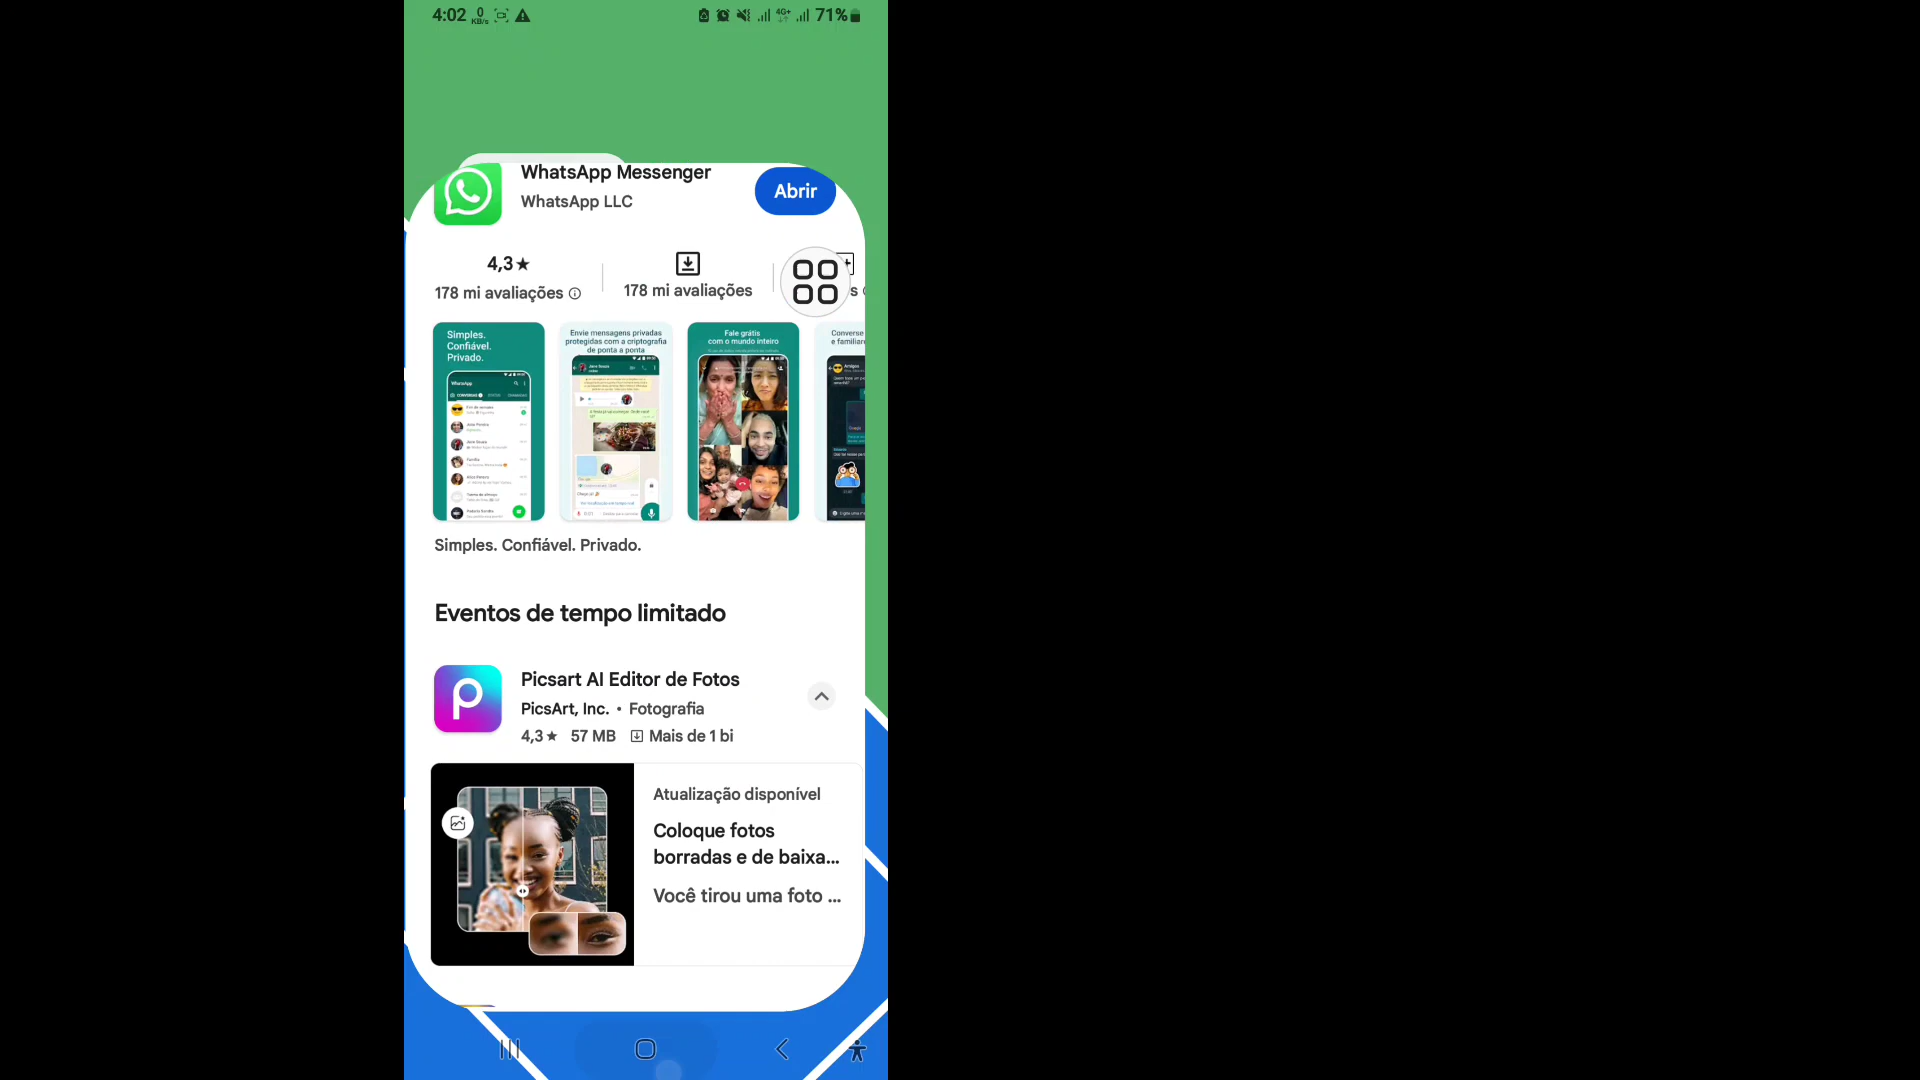 4:02 0 KB/s 4G+ 71%
WhatsApp Messenger
WhatsApp LLC
Abrir
4,3★
178 mi avaliações
178 mi avaliações
s
Simples.
Confiável.
Privado.
WhatsApp
Envie mensagens privadas
protegidas com a criptografia
de ponta a ponta
Fale grátis
com o mundo inteiro
Converse
e familiar
Simples. Confiável. Privado.
Eventos de tempo limitado
Picsart AI Editor de Fotos
PicsArt, Inc. • Fotografia
4,3★ 57 MB Mais de 1 bi
Atualização disponível
Coloque fotos
borradas e de baixa...
Você tirou uma foto ...